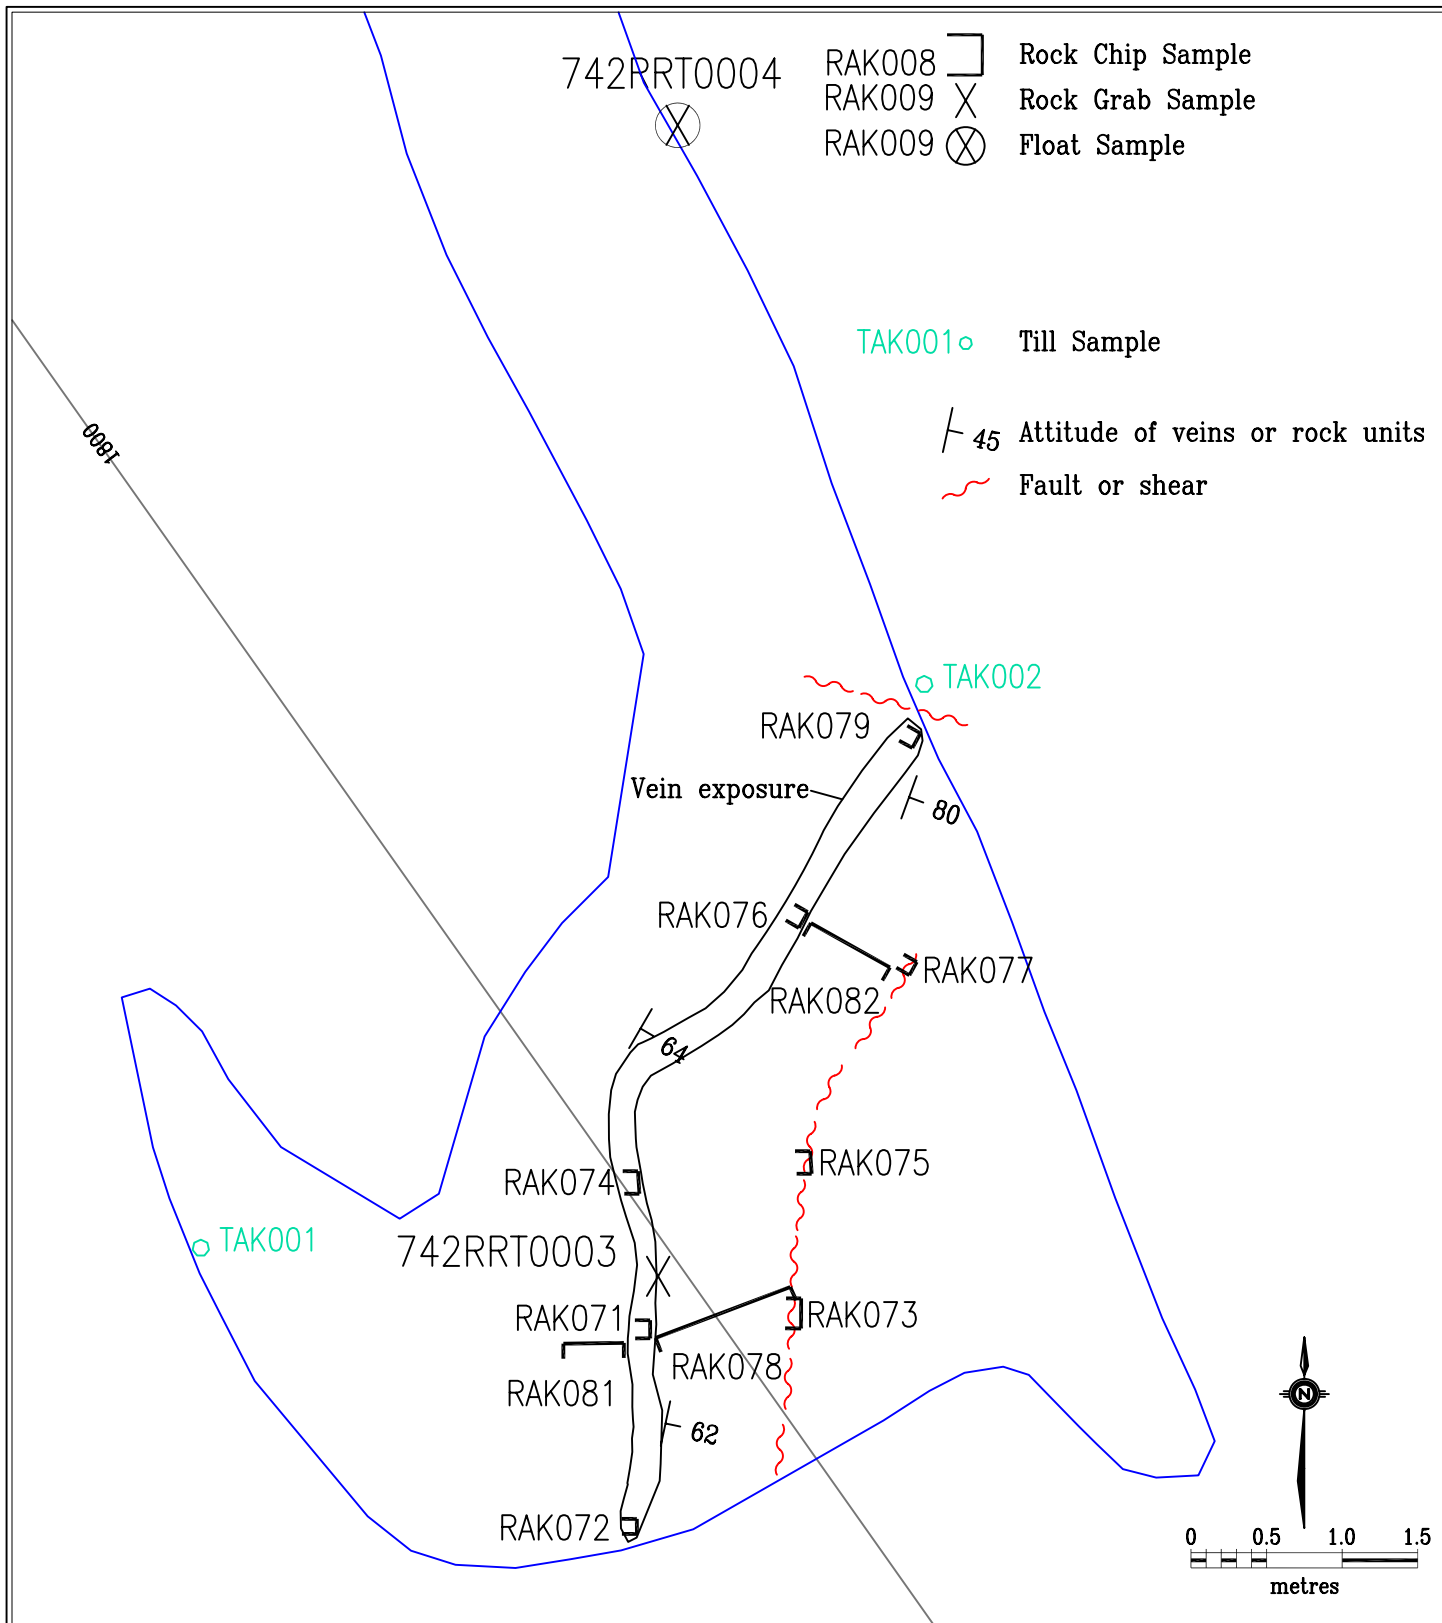 742RRT0004
RAK008 Rock Chip Sample
RAK009 Rock Grab Sample
RAK009 Float Sample
TAK001 Till Sample
45 Attitude of veins or rock units
Fault or shear
1800
TAK002
RAK079
Vein exposure
80
RAK076
RAK077
RAK082
64
RAK075
RAK074
TAK001
742RRT0003
RAK071
RAK073
RAK078
RAK081
62
RAK072
N
0 0.5 1.0 1.5
metres